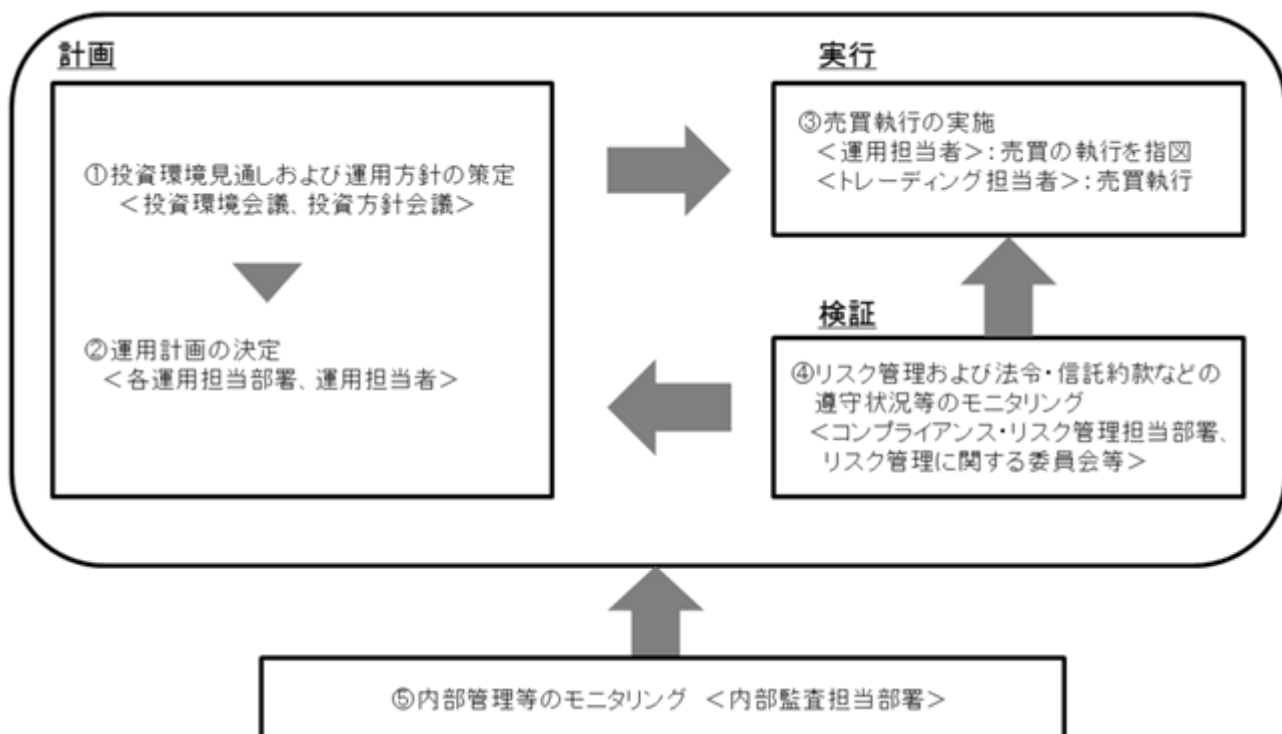 計画
①投資環境見通しおよび運用方針の策定
＜投資環境会議、投資方針会議＞
②運用計画の決定
＜各運用担当部署、運用担当者＞
実行
③売買執行の実施
＜運用担当者＞：売買の執行を指図
＜トレーディング担当者＞：売買執行
検証
④リスク管理および法令・信託約款などの
遵守状況等のモニタリング
＜コンプライアンス・リスク管理担当部署、
リスク管理に関する委員会等＞
⑤内部管理等のモニタリング ＜内部監査担当部署＞